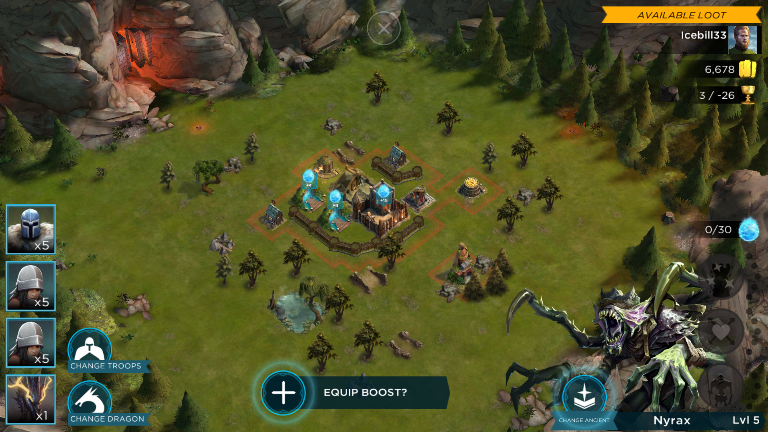 AVAILABLE LOOT
Icebill33
6,678
3 / -26
0/30
x5
x5
x5
x1
CHANGE TROOPS
CHANGE DRAGON
EQUIP BOOST?
CHANGE ANCIENT
Nyrax Lvl 5